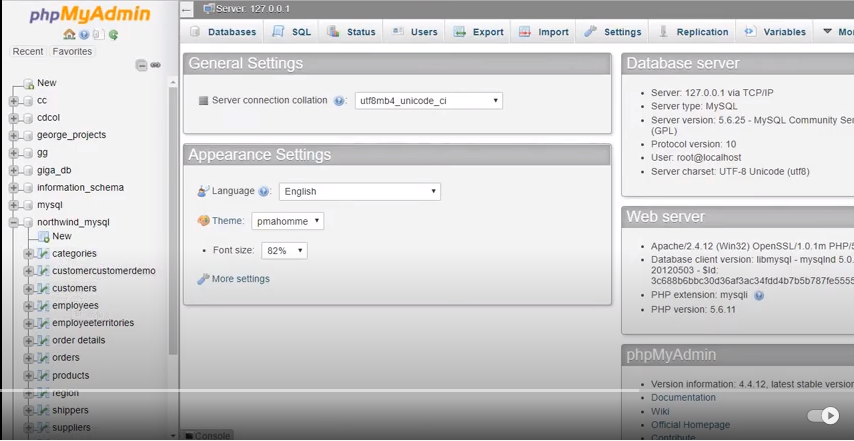 phpMyAdmin
Recent Favorites
New
cc
cdcol
george_projects
gg
giga_db
information_schema
mysql
northwind_mysql
New
categories
customercustomerdemo
customers
employees
employeeterritories
order details
orders
products
region
shippers
suppliers
Server: 127.0.0.1
Databases SQL Status Users Export Import Settings Replication Variables More
General Settings
Server connection collation : utf8mb4_unicode_ci
Appearance Settings
Language : English
Theme: pmahomme
Font size: 82%
More settings
Database server
Server: 127.0.0.1 via TCP/IP
Server type: MySQL
Server version: 5.6.25 - MySQL Community Ser
(GPL)
Protocol version: 10
User: root@localhost
Server charset: UTF-8 Unicode (utf8)
Web server
Apache/2.4.12 (Win32) OpenSSL/1.0.1m PHP/5
Database client version: libmysql - mysqlnd 5.0.
20120503 - $Id:
3c688b6bbc30d36af3ac34fdd4b7b5b787fe5555
PHP extension: mysqli
PHP version: 5.6.11
phpMyAdmin
Version information: 4.4.12, latest stable version
Documentation
Wiki
Official Homepage
Contribute
Console